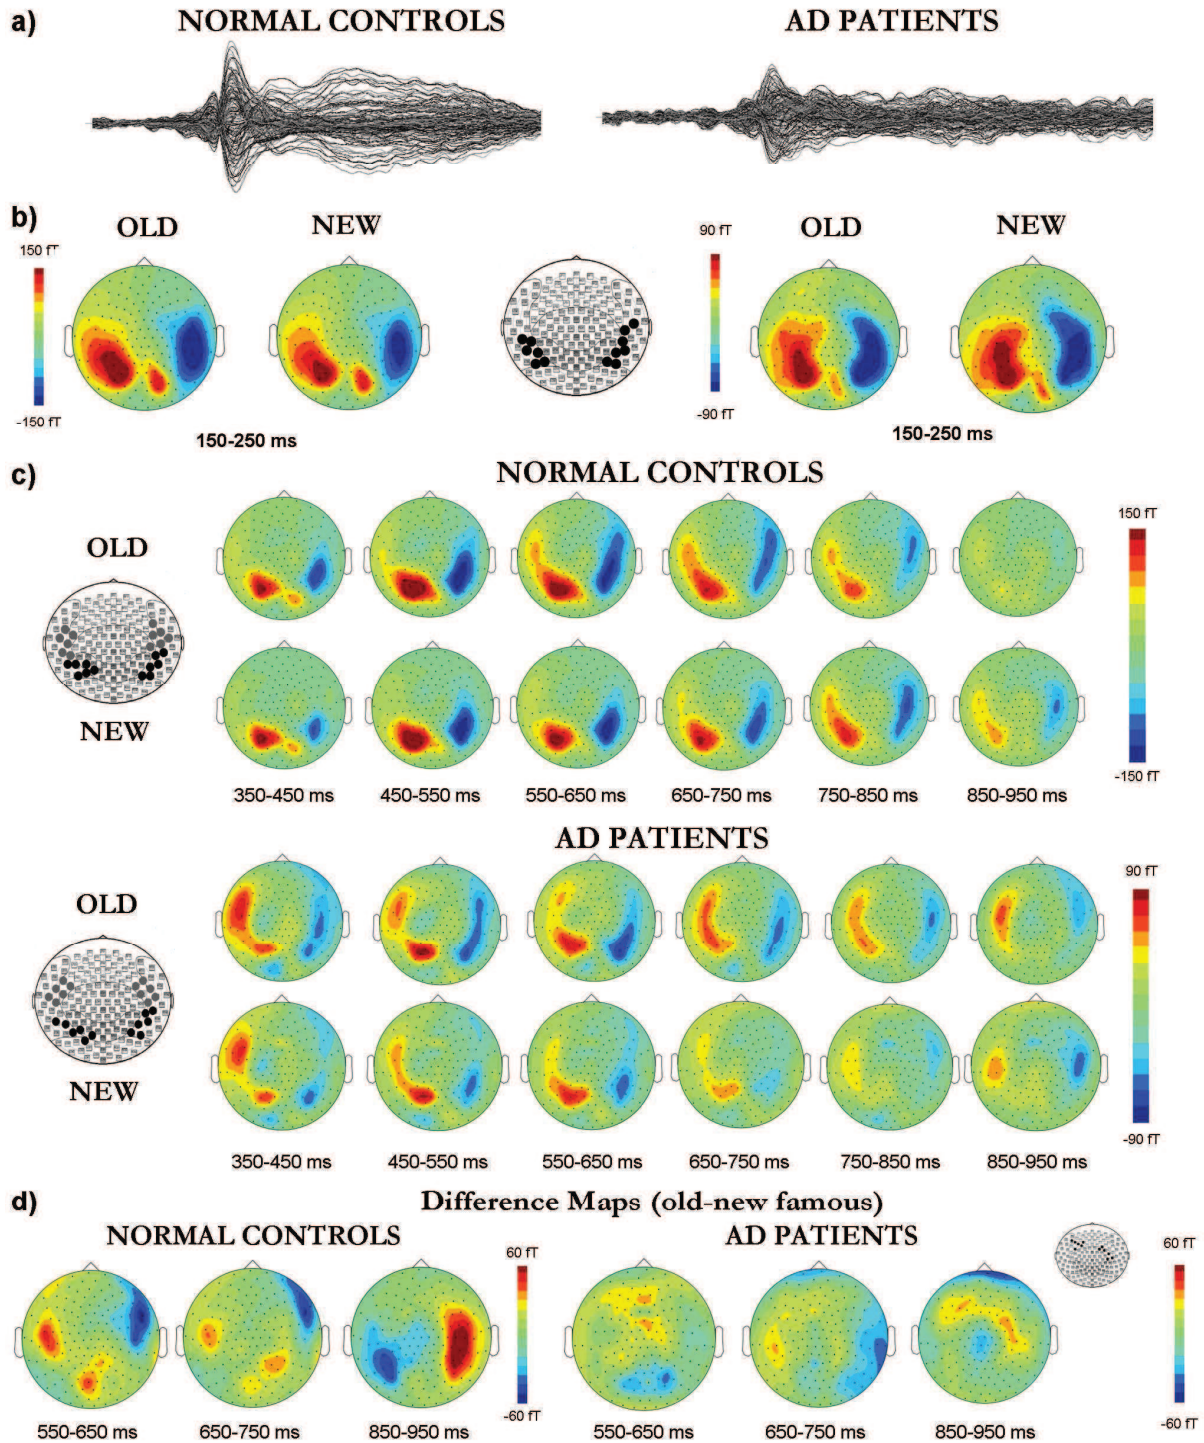 a)
NORMAL CONTROLS
AD PATIENTS
b)
OLD
NEW
150 fT
-150 fT
150-250 ms
90 fT
-90 fT
OLD
NEW
150-250 ms
c)
NORMAL CONTROLS
OLD
NEW
150 fT
-150 fT
350-450 ms
450-550 ms
550-650 ms
650-750 ms
750-850 ms
850-950 ms
AD PATIENTS
OLD
NEW
90 fT
-90 fT
350-450 ms
450-550 ms
550-650 ms
650-750 ms
750-850 ms
850-950 ms
d)
Difference Maps (old-new famous)
NORMAL CONTROLS
AD PATIENTS
60 fT
-60 fT
60 fT
-60 fT
550-650 ms
650-750 ms
850-950 ms
550-650 ms
650-750 ms
850-950 ms